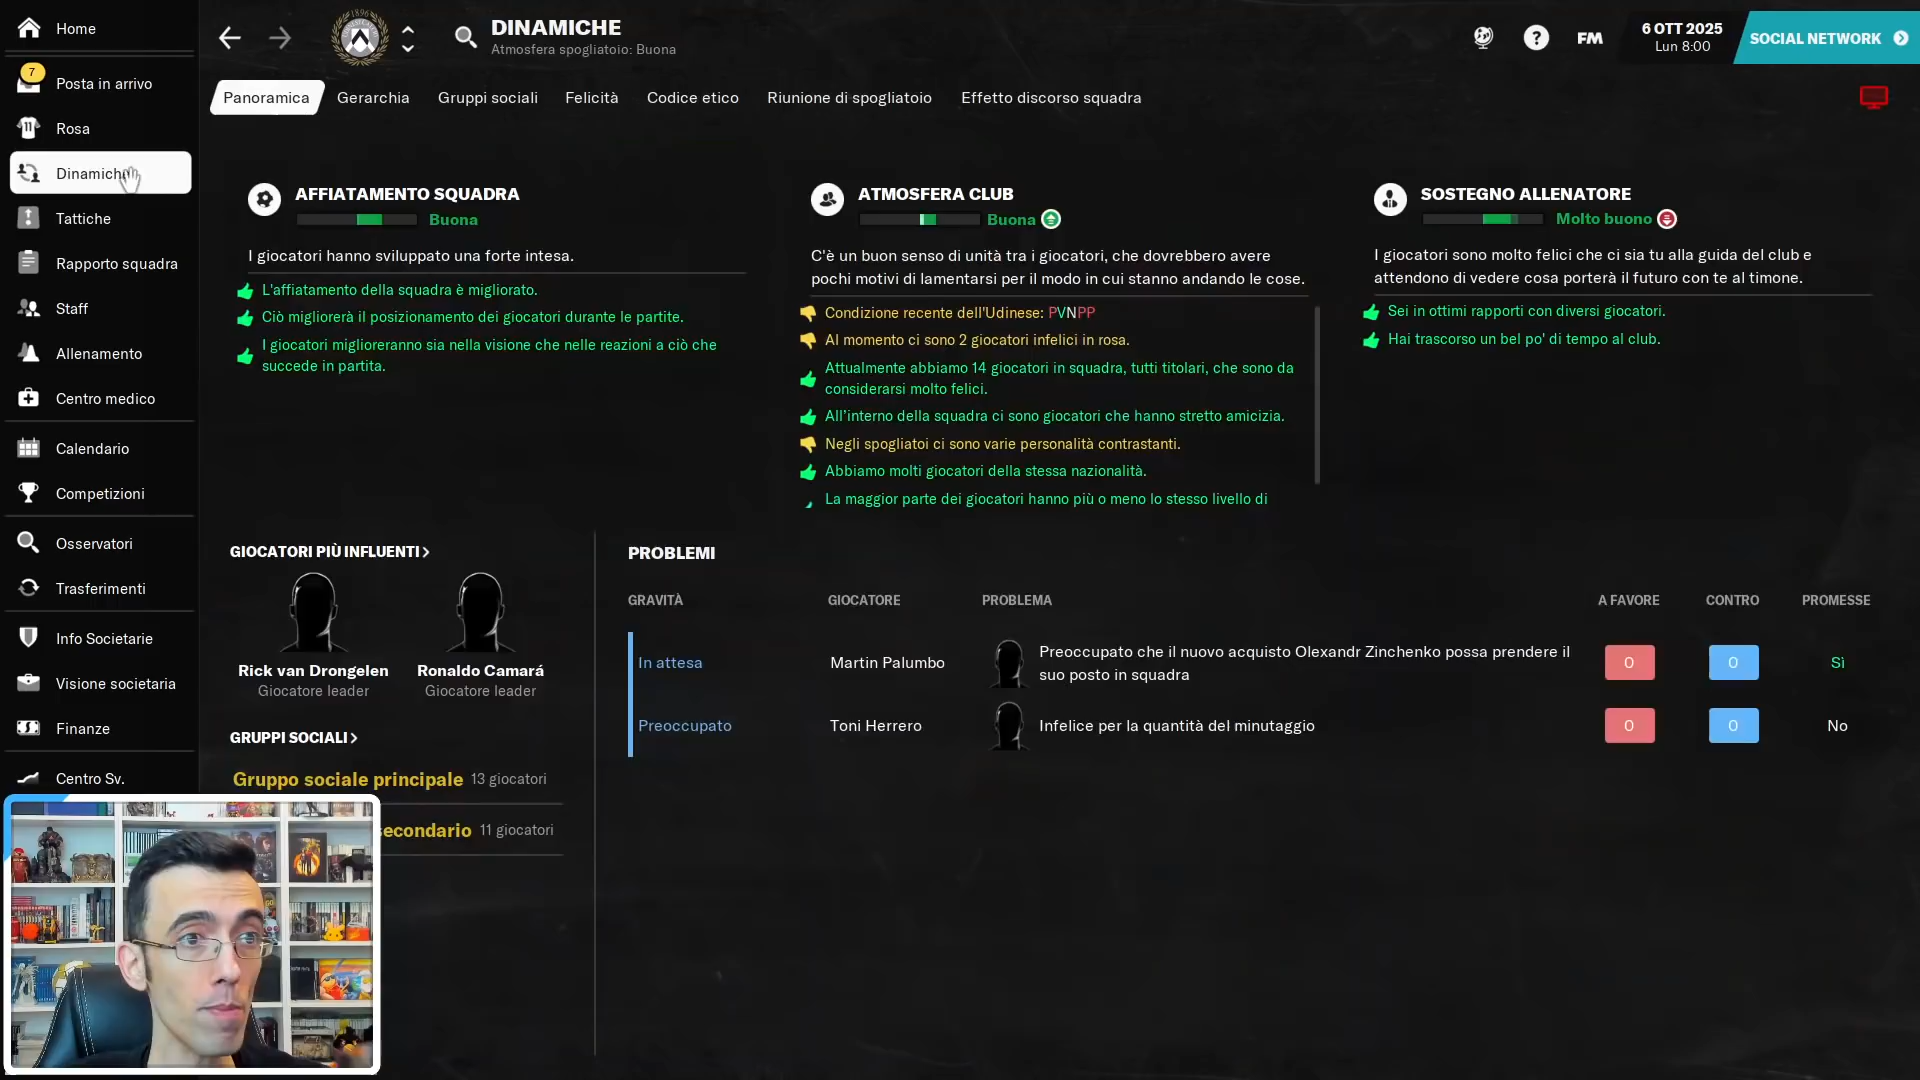 Home
7
Posta in arrivo
Rosa
Dinamiche
Tattiche
Rapporto squadra
Staff
Allenamento
Centro medico
Calendario
Competizioni
Osservatori
Trasferimenti
Info Societarie
Visione societaria
Finanze
Centro Sv.
1896
DINAMICHE
Atmosfera spogliatoio: Buona
FM
6 OTT 2025
Lun 8:00
SOCIAL NETWORK
Panoramica
Gerarchia
Gruppi sociali
Felicità
Codice etico
Riunione di spogliatoio
Effetto discorso squadra
AFFIATAMENTO SQUADRA
Buona
I giocatori hanno sviluppato una forte intesa.
L'affiatamento della squadra è migliorato.
Ciò migliorerà il posizionamento dei giocatori durante le partite.
I giocatori miglioreranno sia nella visione che nelle reazioni a ciò che
succede in partita.
ATMOSFERA CLUB
Buona
C'è un buon senso di unità tra i giocatori, che dovrebbero avere
pochi motivi di lamentarsi per il modo in cui stanno andando le cose.
Condizione recente dell'Udinese: PVNPP
Al momento ci sono 2 giocatori infelici in rosa.
Attualmente abbiamo 14 giocatori in squadra, tutti titolari, che sono da
considerarsi molto felici.
All'interno della squadra ci sono giocatori che hanno stretto amicizia.
Negli spogliatoi ci sono varie personalità contrastanti.
Abbiamo molti giocatori della stessa nazionalità.
La maggior parte dei giocatori hanno più o meno lo stesso livello di
SOSTEGNO ALLENATORE
Molto buono
I giocatori sono molto felici che ci sia tu alla guida del club e
attendono di vedere cosa porterà il futuro con te al timone.
Sei in ottimi rapporti con diversi giocatori.
Hai trascorso un bel po' di tempo al club.
GIOCATORI PIÙ INFLUENTI
Rick van Drongelen
Giocatore leader
Ronaldo Camará
Giocatore leader
GRUPPI SOCIALI
Gruppo sociale principale 13 giocatori
secondario 11 giocatori
PROBLEMI
GRAVITÀ GIOCATORE PROBLEMA A FAVORE CONTRO PROMESSE
In attesa Martin Palumbo Preoccupato che il nuovo acquisto Olexandr Zinchenko possa prendere il
suo posto in squadra 0 0 Sì
Preoccupato Toni Herrero Infelice per la quantità del minutaggio 0 0 No